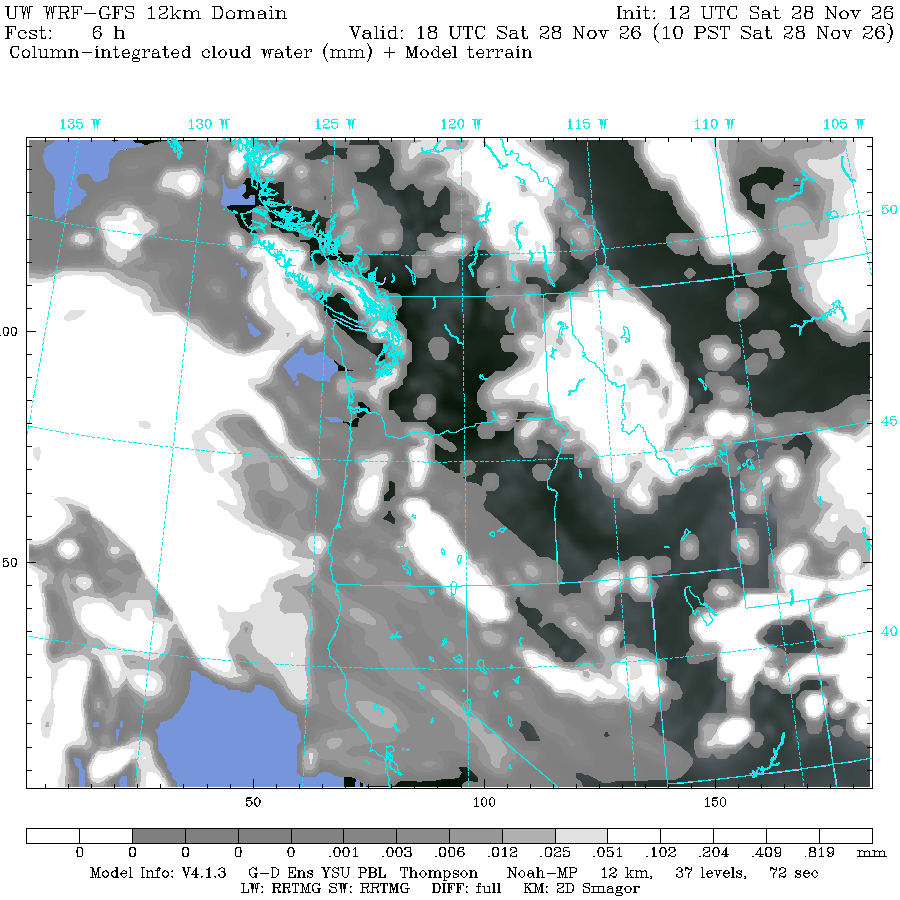 UW WRF-GFS 12km Domain Init: 12 UTC Sat 28 Nov 26
Fcst: 6 h Valid: 18 UTC Sat 28 Nov 26 (10 PST Sat 28 Nov 26)
Column-integrated cloud water (mm) + Model terrain
135 W 130 W 125 W 120 W 115 W 110 W 105 W
50
00
45
50
40
50 100 150
0 0 0 0 .001 .003 .006 .012 .025 .051 .102 .204 .409 .819 mm
Model Info: V4.1.3 G-D Ens YSU PBL Thompson Noah-MP 12 km, 37 levels, 72 sec
LW: RRTMG SW: RRTMG DIFF: full KM: 2D Smagor